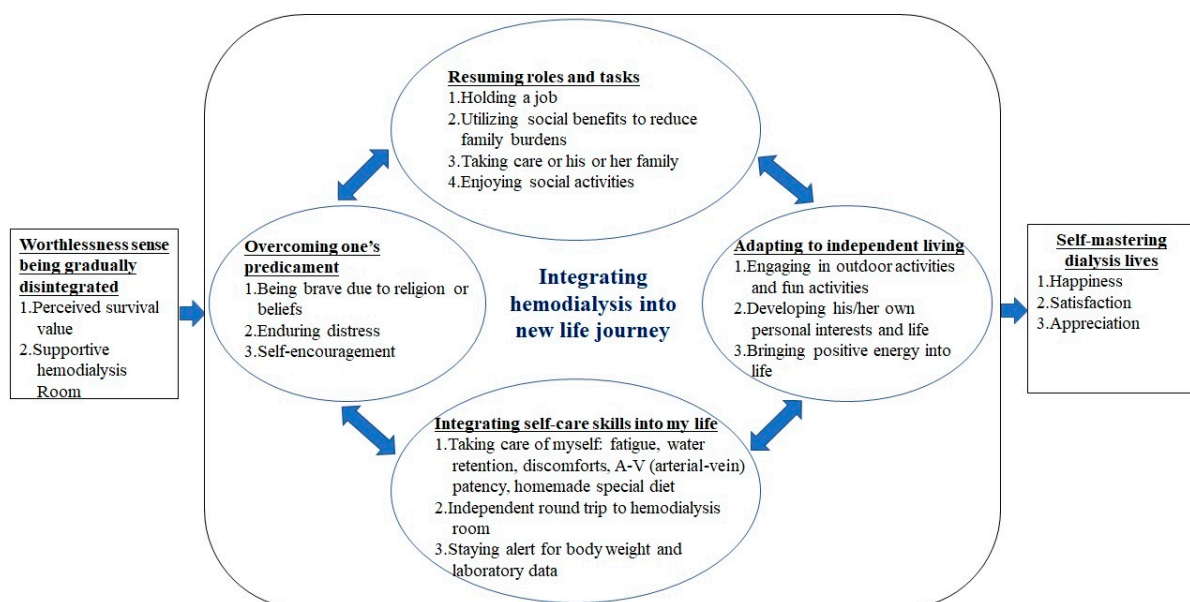 Resuming roles and tasks
1.Holding a job
2.Utilizing social benefits to reduce
family burdens
3.Taking care or his or her family
4.Enjoying social activities
Worthlessness sense
being gradually
disintegrated
1.Perceived survival
value
2.Supportive
hemodialysis
Room
Overcoming one's
predicament
1.Being brave due to religion or
beliefs
2.Enduring distress
3.Self-encouragement
Integrating
hemodialysis into
new life journey
Adapting to independent living
1.Engaging in outdoor activities
and fun activities
2.Developing his/her own
personal interests and life
3.Bringing positive energy into
life
Self-mastering
dialysis lives
1.Happiness
2.Satisfaction
3.Appreciation
Integrating self-care skills into my life
1.Taking care of myself: fatigue, water
retention, discomforts, A-V (arterial-vein)
patency, homemade special diet
2.Independent round trip to hemodialysis
room
3.Staying alert for body weight and
laboratory data